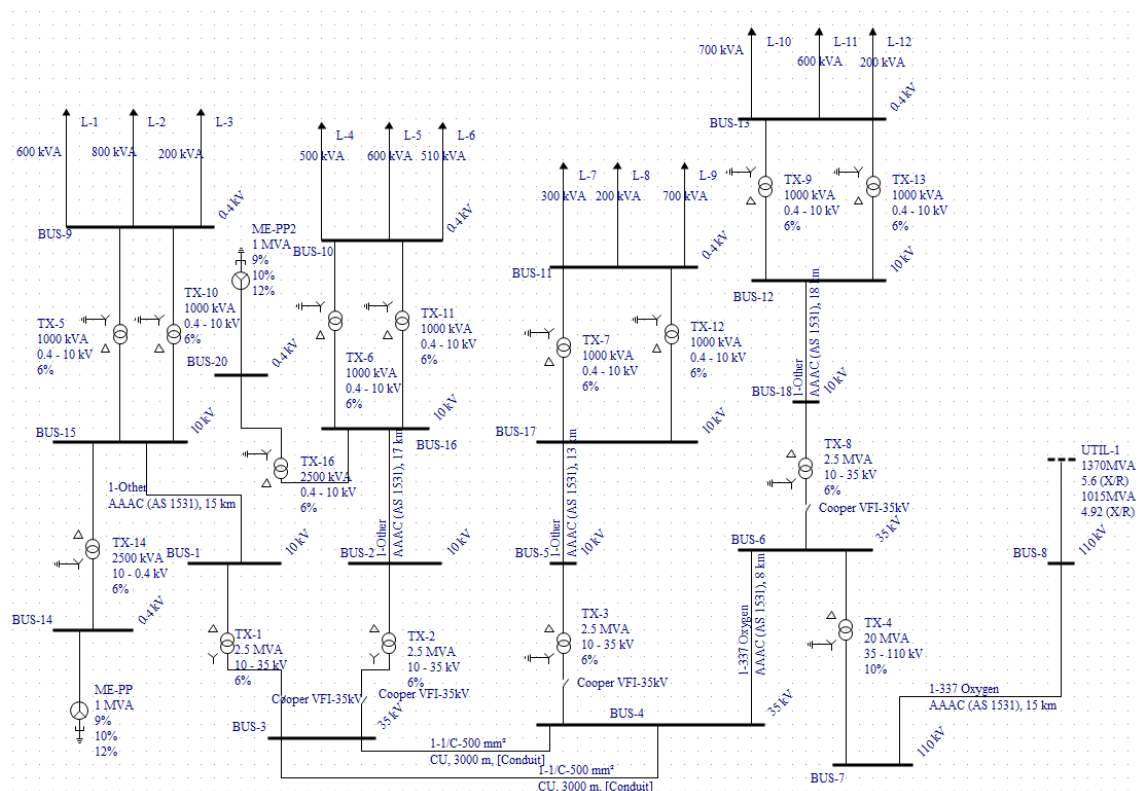 700 kVA
L-10
L-11
L-12
600 kVA
200 kVA
0.4 kV
BUS-13
TX-9
1000 kVA
0.4 - 10 kV
6%
TX-13
1000 kVA
0.4 - 10 kV
6%
10 kV
BUS-12
L-1
L-2
L-3
600 kVA
800 kVA
200 kVA
0.4 kV
BUS-9
L-4
L-5
L-6
500 kVA
600 kVA
510 kVA
0.4 kV
BUS-10
L-7
L-8
L-9
300 kVA
200 kVA
700 kVA
0.4 kV
BUS-11
ME-PP2
1 MVA
9%
10%
12%
TX-5
1000 kVA
0.4 - 10 kV
6%
TX-10
1000 kVA
0.4 - 10 kV
6%
BUS-20
0.4 kV
TX-6
1000 kVA
0.4 - 10 kV
6%
TX-11
1000 kVA
0.4 - 10 kV
6%
TX-7
1000 kVA
0.4 - 10 kV
6%
TX-12
1000 kVA
0.4 - 10 kV
6%
1-Other
AAAC (AS 1531), 18 km
BUS-18
10 kV
BUS-15
10 kV
BUS-16
10 kV
BUS-17
10 kV
TX-16
2500 kVA
0.4 - 10 kV
6%
1-Other
AAAC (AS 1531), 15 km
1-Other
AAAC (AS 1531), 17 km
1-Other
AAAC (AS 1531), 13 km
TX-8
2.5 MVA
10 - 35 kV
6%
Cooper VFI-35kV
UTIL-1
1370MVA
5.6 (X/R)
1015MVA
4.92 (X/R)
TX-14
2500 kVA
10 - 0.4 kV
6%
BUS-1
10 kV
BUS-2
10 kV
BUS-5
10 kV
BUS-6
35 kV
BUS-8
110 kV
BUS-14
0.4 kV
TX-1
2.5 MVA
10 - 35 kV
6%
TX-2
2.5 MVA
10 - 35 kV
6%
TX-3
2.5 MVA
10 - 35 kV
6%
1-337 Oxygen
AAAC (AS 1531), 8 km
TX-4
20 MVA
35 - 110 kV
10%
Cooper VFI-35kV
Cooper VFI-35kV
Cooper VFI-35kV
ME-PP
1 MVA
9%
10%
12%
BUS-3
35 kV
BUS-4
35 kV
1-337 Oxygen
AAAC (AS 1531), 15 km
110 kV
BUS-7
1-1/C-500 mm²
CU, 3000 m, [Conduit]
1-1/C-500 mm²
CU, 3000 m, [Conduit]